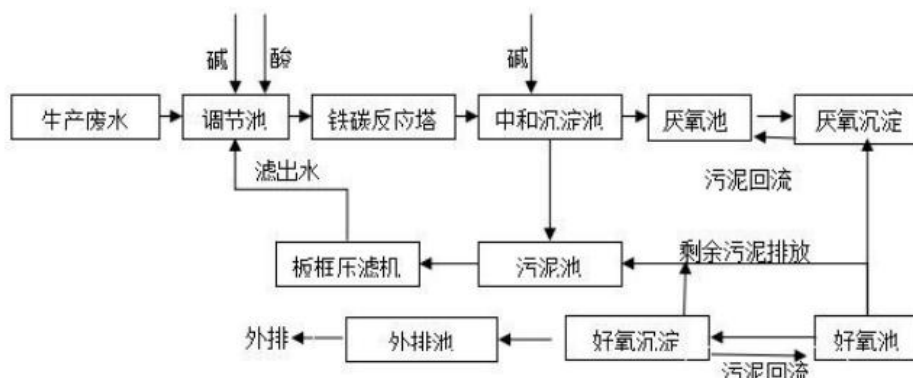 碱
酸
碱
生产废水
调节池
铁碳反应塔
中和沉淀池
厌氧池
厌氧沉淀
滤出水
污泥回流
板框压滤机
污泥池
剩余污泥排放
外排
外排池
好氧沉淀
好氧池
污泥回流